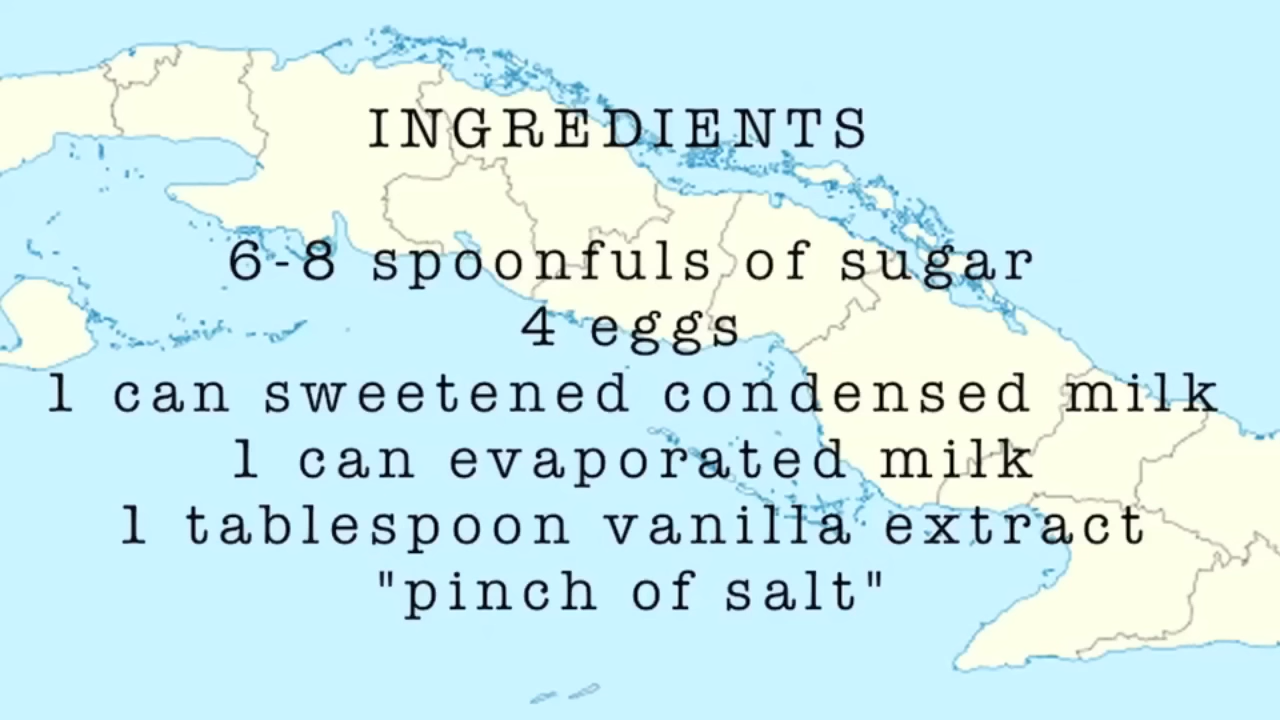 INGREDIENTS
6-8 spoonfuls of sugar
4 eggs
1 can sweetened condensed milk
1 can evaporated milk
1 tablespoon vanilla extract
"pinch of salt"